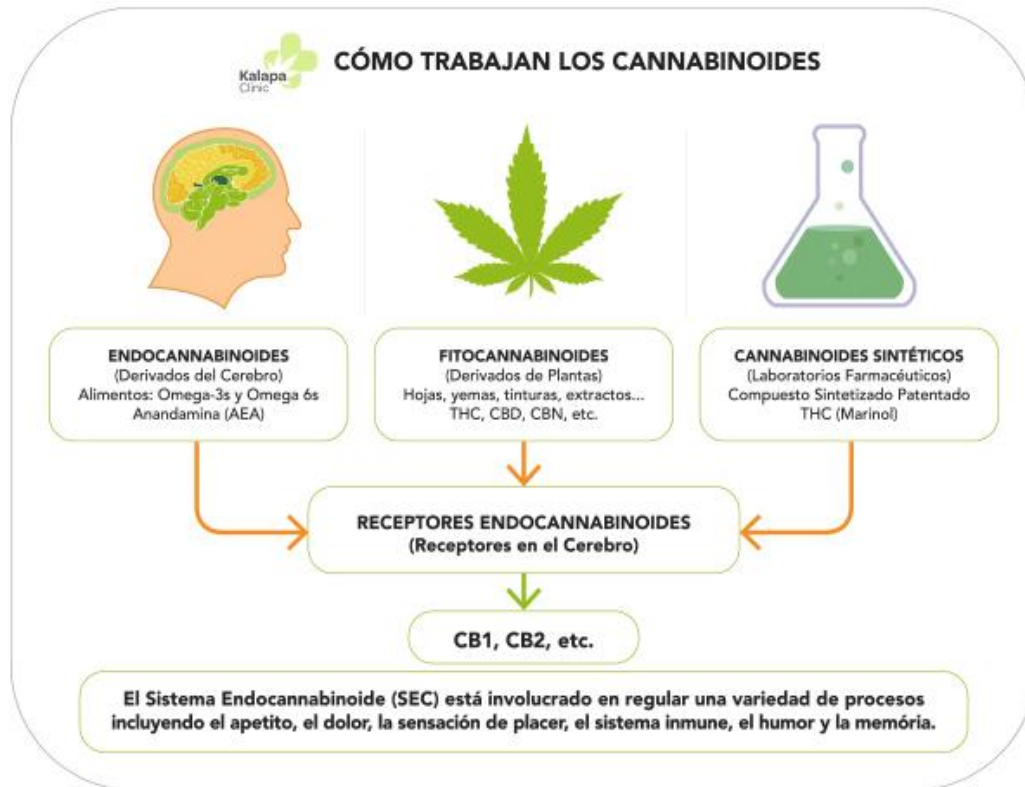 Kalapa
Clinic
CÓMO TRABAJAN LOS CANNABINOIDES
ENDOCANNABINOIDES
(Derivados del Cerebro)
Alimentos: Omega-3s y Omega 6s
Anandamina (AEA)
FITOCANNABINOIDES
(Derivados de Plantas)
Hojas, yemas, tinturas, extractos...
THC, CBD, CBN, etc.
CANNABINOIDES SINTÉTICOS
(Laboratorios Farmacéuticos)
Compuesto Sintetizado Patentado
THC (Marinol)
RECEPTORES ENDOCANNABINOIDES
(Receptores en el Cerebro)
CB1, CB2, etc.
El Sistema Endocannabinoide (SEC) está involucrado en regular una variedad de procesos
incluyendo el apetito, el dolor, la sensación de placer, el sistema inmune, el humor y la memória.